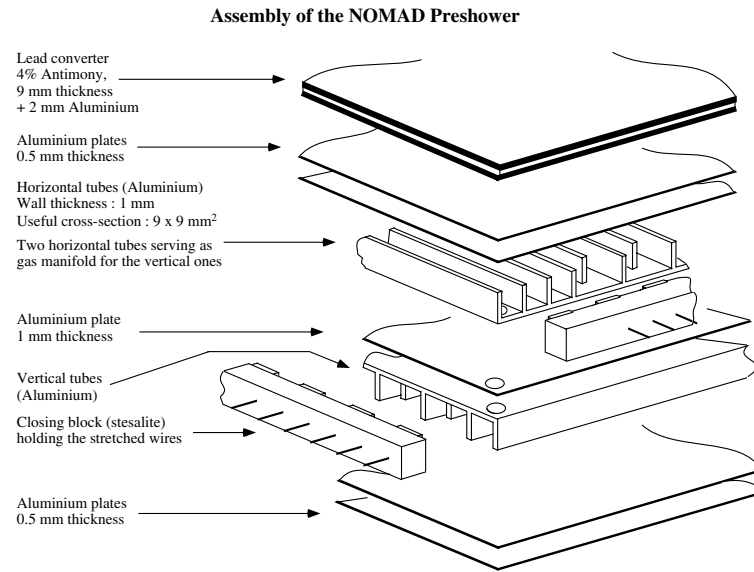 Assembly of the NOMAD Preshower
Lead converter
4% Antimony,
9 mm thickness
+ 2 mm Aluminium
Aluminium plates
0.5 mm thickness
Horizontal tubes (Aluminium)
Wall thickness : 1 mm
Useful cross-section : 9 x 9 mm²
Two horizontal tubes serving as
gas manifold for the vertical ones
Aluminium plate
1 mm thickness
Vertical tubes
(Aluminium)
Closing block (stesalite)
holding the stretched wires
Aluminium plates
0.5 mm thickness